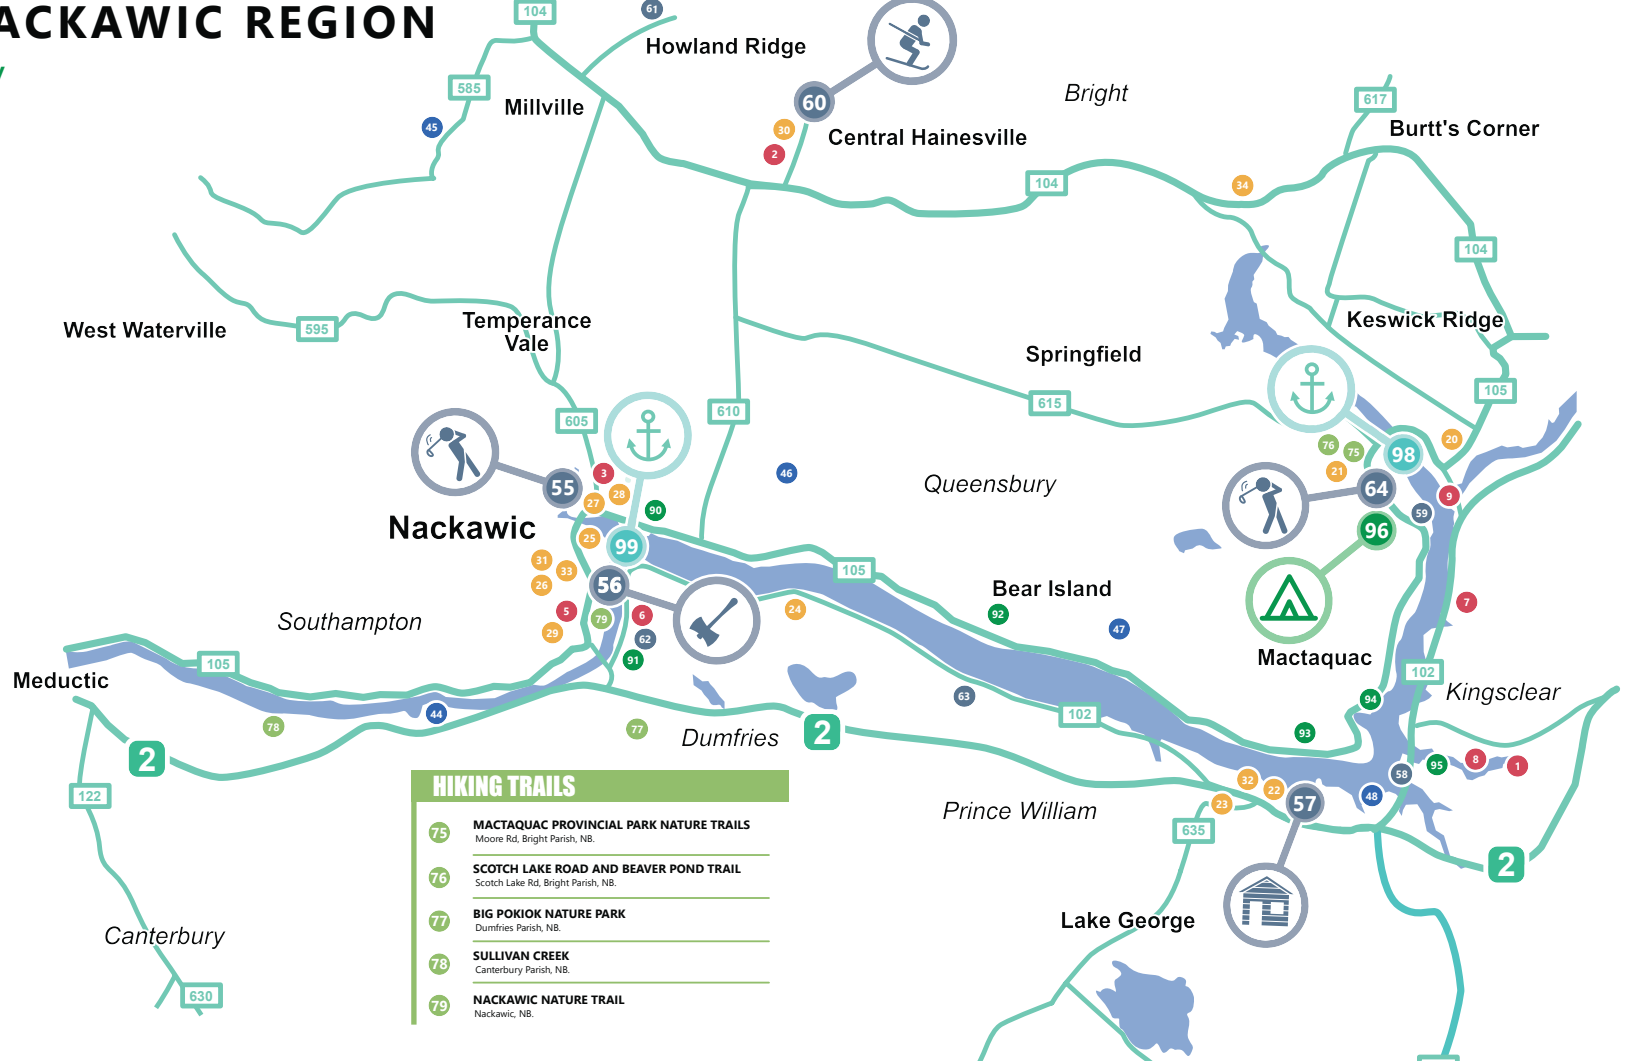 ACKAWIC REGION
y
104
61
Howland Ridge
585
Millville
60
Bright
617
45
30
Central Hainesville
Burtt's Corner
2
104
34
104
West Waterville
595
Temperance
Vale
Keswick Ridge
Springfield
105
615
610
605
20
76
75
98
3
46
21
55
28
Queensbury
64
9
27
90
59
Nackawic
96
25
99
31
33
105
26
56
Bear Island
5
79
6
24
92
47
7
Southampton
29
62
91
Mactaquac
105
102
Meductic
63
94
Kingsclear
44
102
78
77
2
93
Dumfries
2
95
8
1
58
32
22
48
122
57
23
Prince William
635
2
HIKING TRAILS
75
MACTAQUAC PROVINCIAL PARK NATURE TRAILS
Moore Rd, Bright Parish, NB.
76
SCOTCH LAKE ROAD AND BEAVER POND TRAIL
Scotch Lake Rd, Bright Parish, NB.
77
BIG POKIOK NATURE PARK
Dumfries Parish, NB.
78
SULLIVAN CREEK
Canterbury Parish, NB.
79
NACKAWIC NATURE TRAIL
Nackawic, NB.
Lake George
Canterbury
630